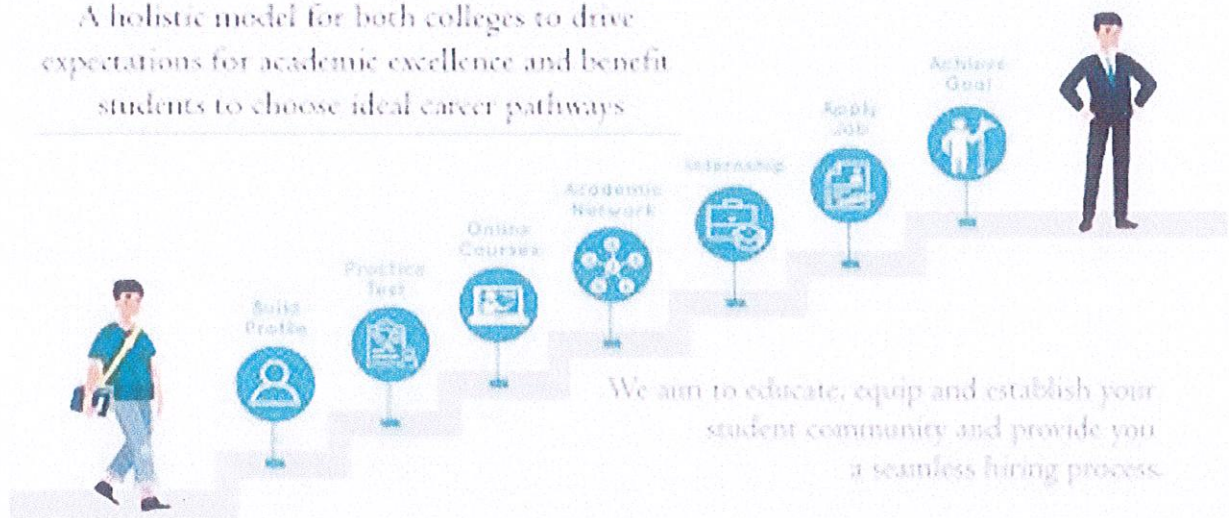 A holistic model for both colleges to drive
expectations for academic excellence and benefit
students to choose ideal career pathways
Achieve
Goal
Apply
Job
Internship
Academic
Network
Online
Courses
Practice
Test
Build
Profile
We aim to educate, equip and establish your
student community and provide you
a seamless hiring process.